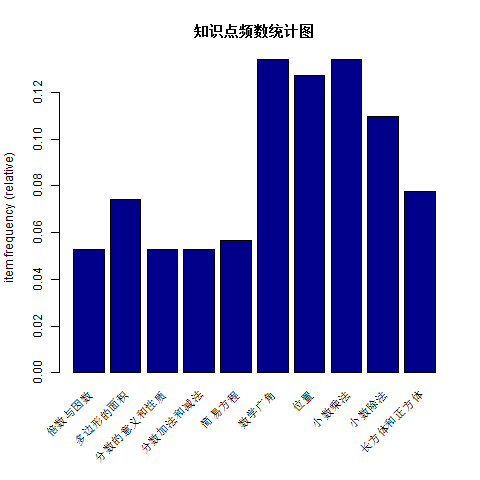 知识点频数统计图
item frequency (relative)
0.12
0.10
0.08
0.06
0.04
0.02
0.00
倍数与因数
多边形的面积
分数的意义和性质
分数加法和减法
简易方程
数学广角
位置
小数乘法
小数除法
长方体和正方体